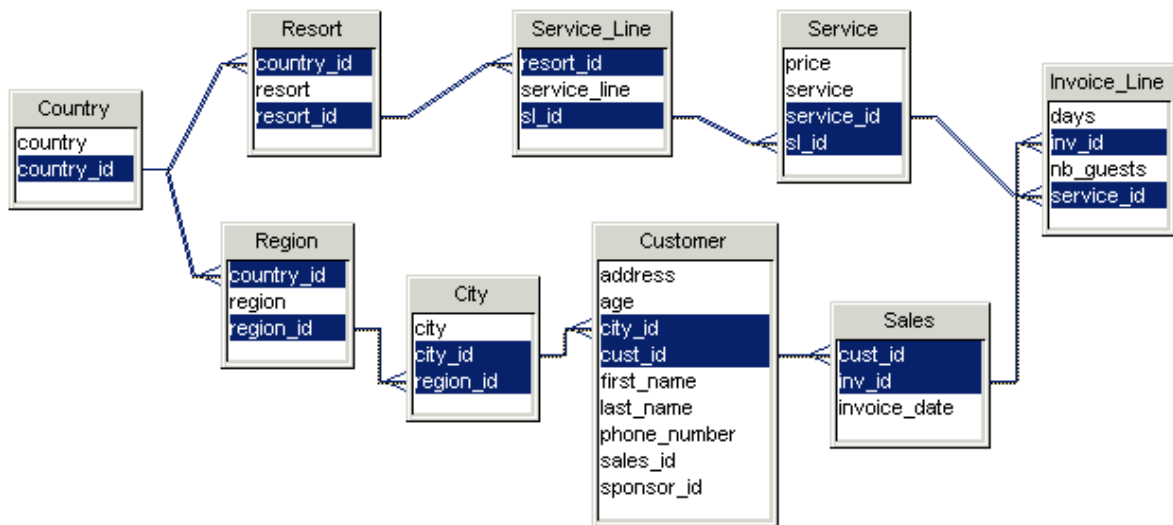 Country
country
country_id
Resort
country_id
resort
resort_id
Service_Line
resort_id
service_line
sl_id
Service
price
service
service_id
sl_id
Invoice_Line
days
inv_id
nb_guests
service_id
Region
country_id
region
region_id
City
city
city_id
region_id
Customer
address
age
city_id
cust_id
first_name
last_name
phone_number
sales_id
sponsor_id
Sales
cust_id
inv_id
invoice_date